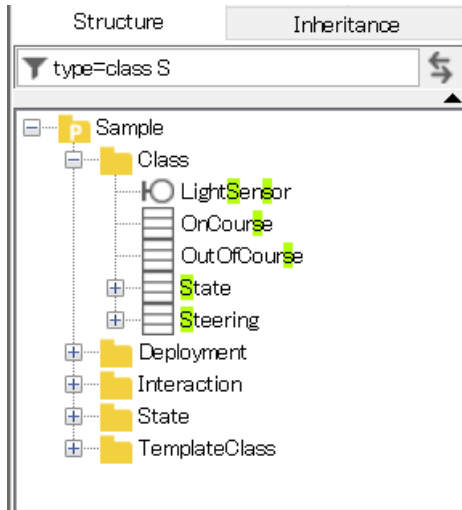 Structure
Inheritance
type=class S
P Sample
Class
LightSensor
OnCourse
OutOfCourse
State
Steering
Deployment
Interaction
State
TemplateClass